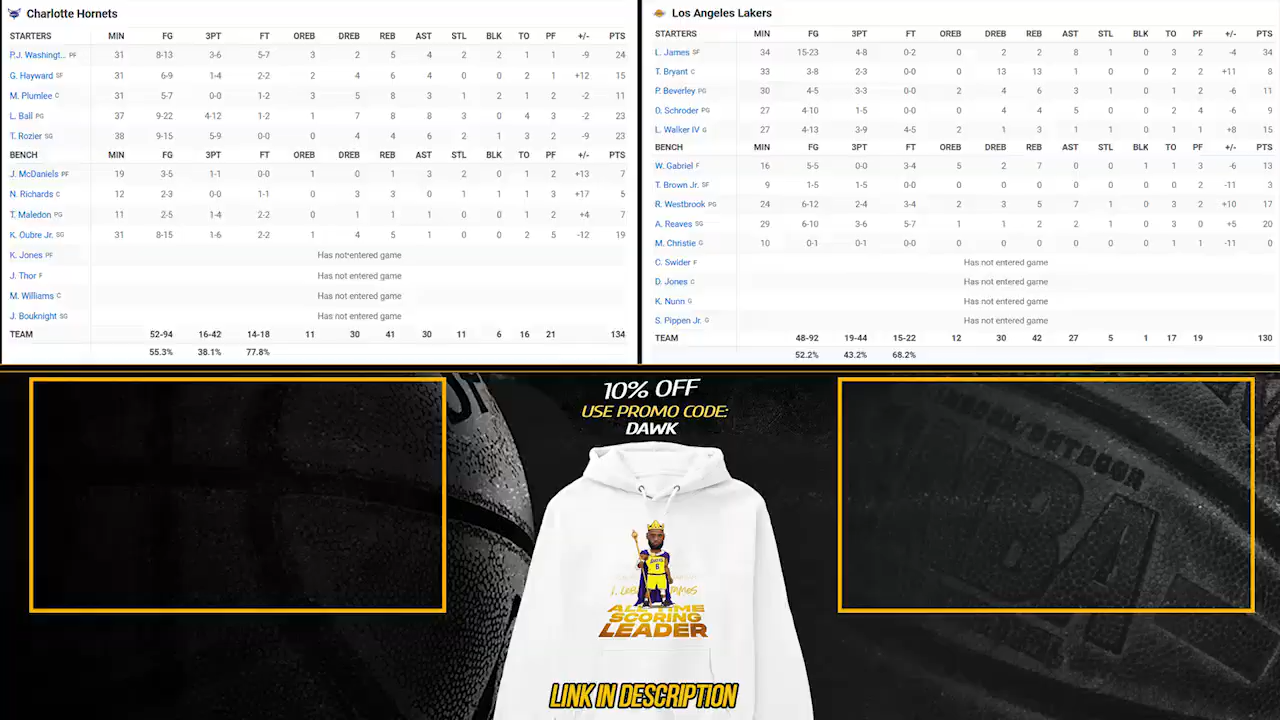 Charlotte Hornets
STARTERS MIN FG 3PT FT OREB DREB REB AST STL BLK TO PF +/- PTS
P.J. Washingt... PF 31 8-13 3-6 5-7 3 2 5 4 2 2 1 1 -9 24
G. Hayward SF 31 6-9 1-4 2-2 2 4 6 4 0 0 2 1 +12 15
M. Plumlee C 31 5-7 0-0 1-2 3 5 8 3 1 2 1 2 -2 11
L. Ball PG 37 9-22 4-12 1-2 1 7 8 8 3 0 4 3 -2 23
T. Rozier SG 38 9-15 5-9 0-0 0 4 4 6 2 1 3 2 -9 23
BENCH MIN FG 3PT FT OREB DREB REB AST STL BLK TO PF +/- PTS
J. McDaniels PF 19 3-5 1-1 0-0 1 0 1 3 2 0 1 2 +13 7
N. Richards C 12 2-3 0-0 1-1 0 3 3 0 0 1 1 3 +17 5
T. Maledon PG 11 2-5 1-4 2-2 0 1 1 1 0 0 1 2 +4 7
K. Oubre Jr. SG 31 8-15 1-6 2-2 1 4 5 1 0 0 2 5 -12 19
K. Jones PF Has not entered game
J. Thor F Has not entered game
M. Williams C Has not entered game
J. Bouknight SG Has not entered game
TEAM 52-94 16-42 14-18 11 30 41 30 11 6 16 21 134
55.3% 38.1% 77.8%
Los Angeles Lakers
STARTERS MIN FG 3PT FT OREB DREB REB AST STL BLK TO PF +/- PTS
L. James SF 34 15-23 4-8 0-2 0 2 2 8 1 0 3 2 -4 34
T. Bryant C 33 3-8 2-3 0-0 0 13 13 1 0 0 2 2 +11 8
P. Beverley PG 30 4-5 3-3 0-0 2 4 6 3 1 0 1 2 -6 11
D. Schroder PG 27 4-10 1-5 0-0 0 4 4 5 0 0 2 4 -6 9
L. Walker IV G 27 4-13 3-9 4-5 2 1 3 1 1 0 1 1 +8 15
BENCH MIN FG 3PT FT OREB DREB REB AST STL BLK TO PF +/- PTS
W. Gabriel F 16 5-5 0-0 3-4 5 2 7 0 0 1 1 3 -6 13
T. Brown Jr. SF 9 1-5 1-5 0-0 0 0 0 0 0 0 0 2 -11 3
R. Westbrook PG 24 6-12 2-4 3-4 2 3 5 7 1 0 3 2 +10 17
A. Reaves SG 29 6-10 3-6 5-7 1 1 2 2 1 0 3 0 +5 20
M. Christie G 10 0-1 0-1 0-0 0 0 0 0 0 0 1 1 -11 0
C. Swider F Has not entered game
D. Jones C Has not entered game
K. Nunn G Has not entered game
S. Pippen Jr. G Has not entered game
TEAM 48-92 19-44 15-22 12 30 42 27 5 1 17 19 130
52.2% 43.2% 68.2%
10% OFF
USE PROMO CODE:
DAWK
ALL TIME
SCORING
LEADER
LINK IN DESCRIPTION